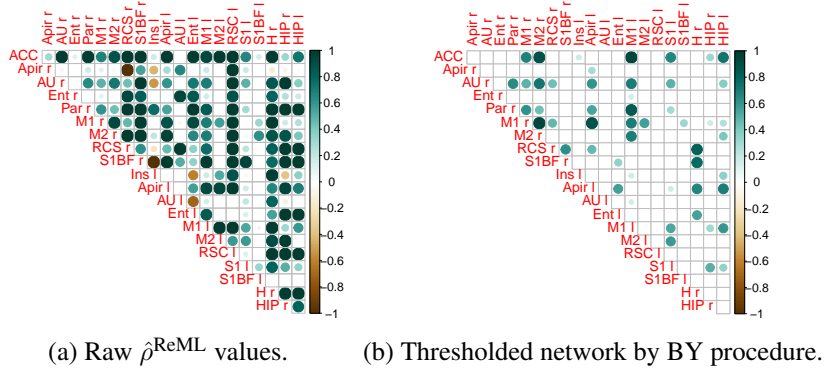 Apir r
AU r
Ent r
Par r
M1 r
M2 r
RCS r
S1BF r
Ins l
Apir l
AU l
Ent l
M1 l
M2 l
RSC l
S1 l
S1BF l
H r
HIP r
HIP l
ACC
Apir r
AU r
Ent r
Par r
M1 r
M2 r
RCS r
S1BF r
Ins l
Apir l
AU l
Ent l
M1 l
M2 l
RSC l
S1 l
S1BF l
H r
HIP r
1
0.8
0.6
0.4
0.2
0
−0.2
−0.4
−0.6
−0.8
−1
(a) Raw ρ̂^ReML values.
Apir r
AU r
Ent r
Par r
M1 r
M2 r
RCS r
S1BF r
Ins l
Apir l
AU l
Ent l
M1 l
M2 l
RSC l
S1 l
S1BF l
H r
HIP r
HIP l
ACC
Apir r
AU r
Ent r
Par r
M1 r
M2 r
RCS r
S1BF r
Ins l
Apir l
AU l
Ent l
M1 l
M2 l
RSC l
S1 l
S1BF l
H r
HIP r
1
0.8
0.6
0.4
0.2
0
−0.2
−0.4
−0.6
−0.8
−1
(b) Thresholded network by BY procedure.